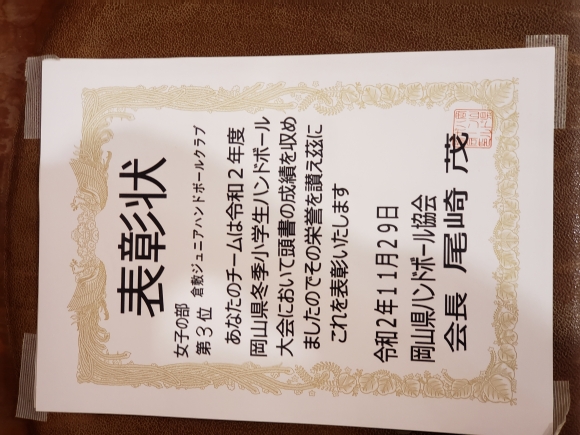 表彰状
女子の部
第３位 倉敷ジュニアハンドボールクラブ
あなたのチームは令和２年度
岡山県冬季小学生ハンドボール
大会において頭書の成績を収め
ましたのでその栄誉を讃え茲に
これを表彰いたします
令和２年１１月２９日
岡山県ハンドボール協会
会長 尾崎 茂